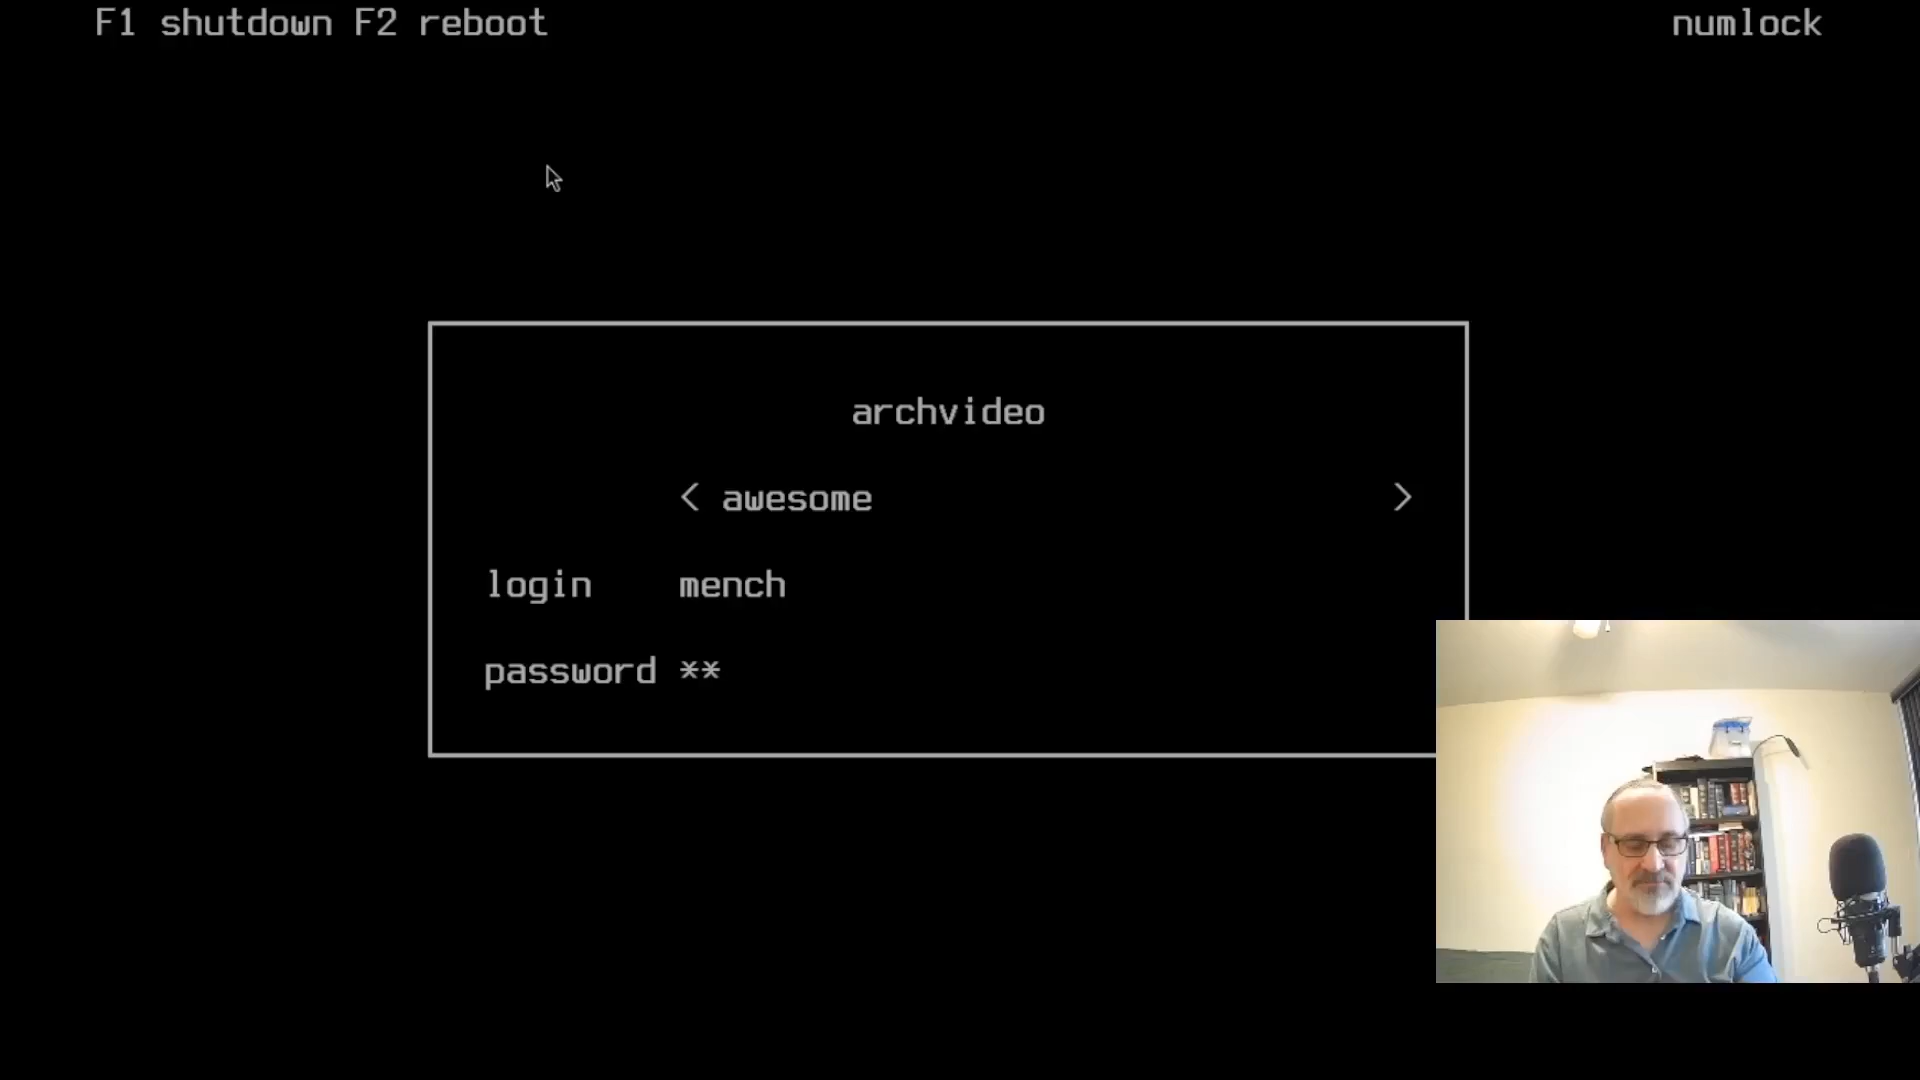 F1 shutdown F2 reboot numlock
archvideo
< awesome >
login mench
password **